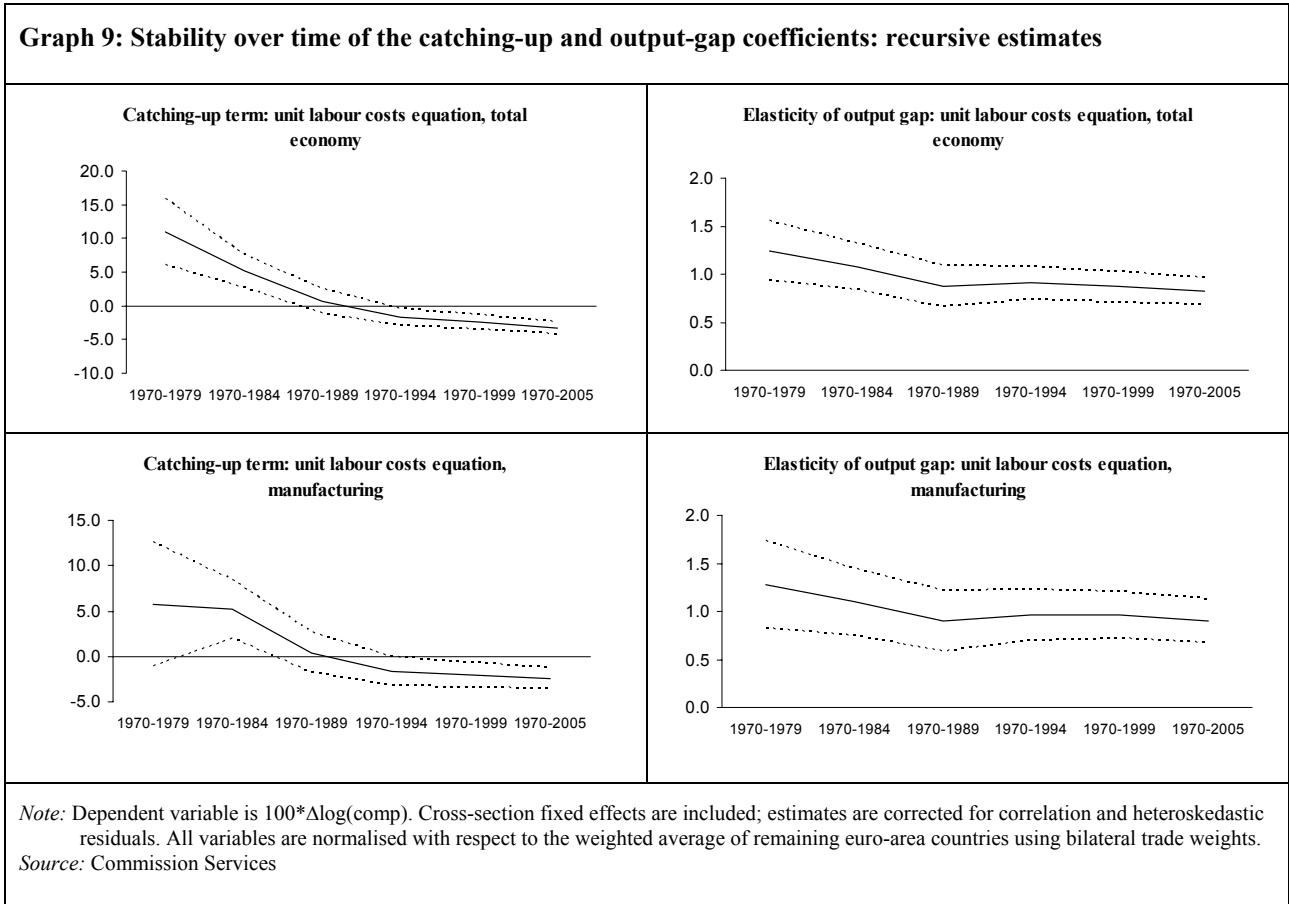 Graph 9: Stability over time of the catching-up and output-gap coefficients: recursive estimates
Catching-up term: unit labour costs equation, total
economy
20.0
15.0
10.0
5.0
0.0
-5.0
-10.0
1970-1979 1970-1984 1970-1989 1970-1994 1970-1999 1970-2005
Elasticity of output gap: unit labour costs equation, total
economy
2.0
1.5
1.0
0.5
0.0
1970-1979 1970-1984 1970-1989 1970-1994 1970-1999 1970-2005
Catching-up term: unit labour costs equation,
manufacturing
15.0
10.0
5.0
0.0
-5.0
1970-1979 1970-1984 1970-1989 1970-1994 1970-1999 1970-2005
Elasticity of output gap: unit labour costs equation,
manufacturing
2.0
1.5
1.0
0.5
0.0
1970-1979 1970-1984 1970-1989 1970-1994 1970-1999 1970-2005
Note: Dependent variable is 100*Δlog(comp). Cross-section fixed effects are included; estimates are corrected for correlation and heteroskedastic
residuals. All variables are normalised with respect to the weighted average of remaining euro-area countries using bilateral trade weights.
Source: Commission Services